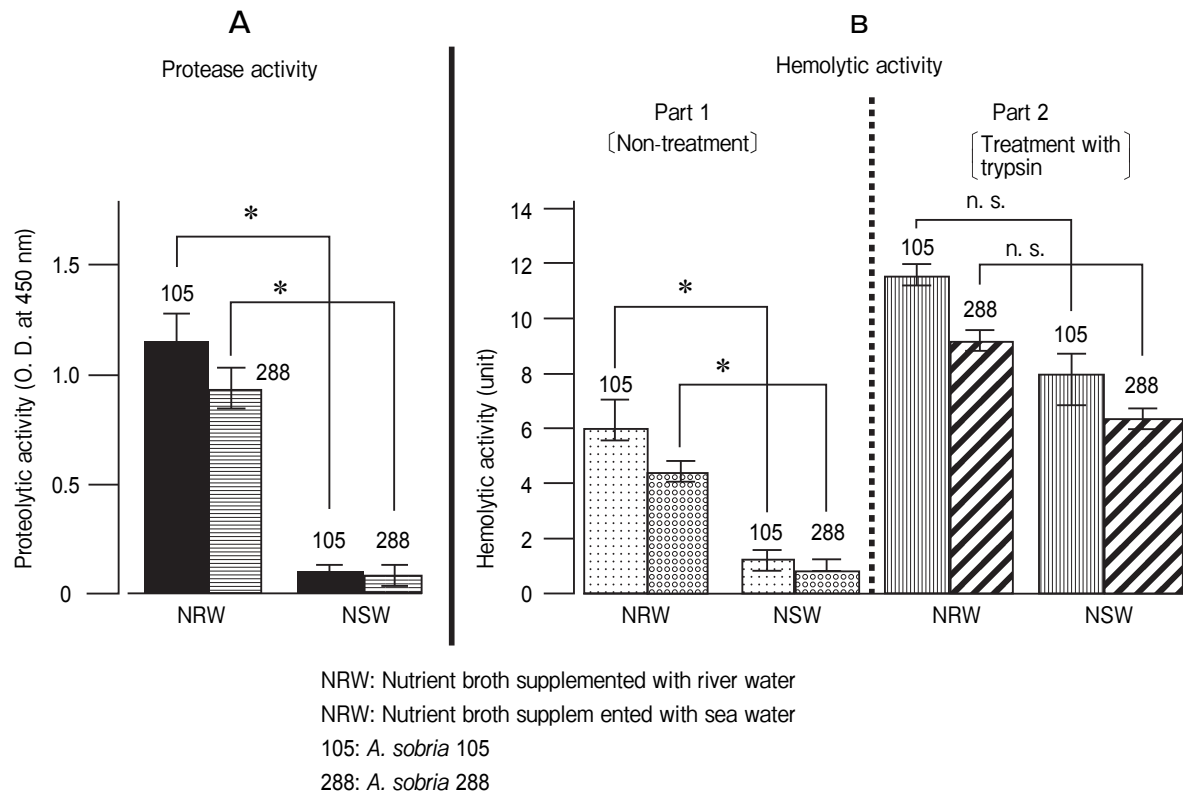 A
Protease activity
Proteolytic activity (O. D. at 450 nm)
1.5
1.0
0.5
0
*
*
105
288
105
288
NRW
NSW
B
Hemolytic activity
Part 1
〔Non-treatment〕
Part 2
[Treatment with
trypsin]
Hemolytic activity (unit)
14
12
10
8
6
4
2
0
*
*
105
288
105
288
NRW
NSW
n. s.
n. s.
105
288
105
288
NRW
NSW
NRW: Nutrient broth supplemented with river water
NRW: Nutrient broth supplem ented with sea water
105: A. sobria 105
288: A. sobria 288